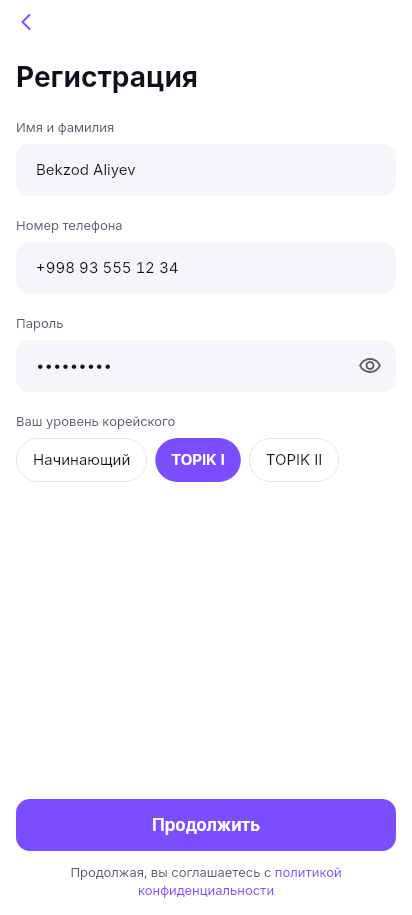 Регистрация
Имя и фамилия
Bekzod Aliyev
Номер телефона
+998 93 555 12 34
Пароль
•••••••••
Ваш уровень корейского
Начинающий TOPIK I TOPIK II
Продолжить
Продолжая, вы соглашаетесь с политикой
конфиденциальности